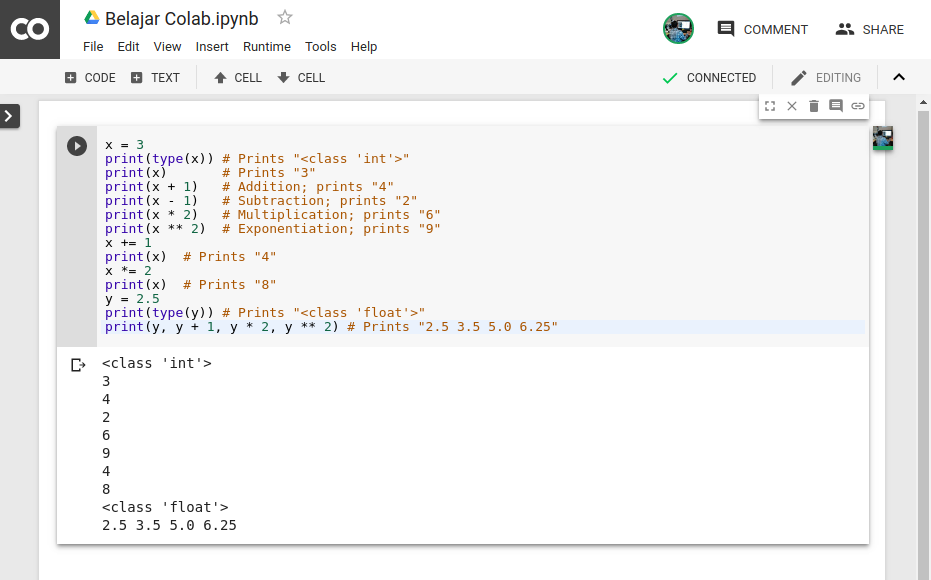 CO
Belajar Colab.ipynb
File Edit View Insert Runtime Tools Help
COMMENT
SHARE
CODE TEXT CELL CELL
CONNECTED
EDITING
x = 3
print(type(x)) # Prints "<class 'int'>"
print(x)       # Prints "3"
print(x + 1)   # Addition; prints "4"
print(x - 1)   # Subtraction; prints "2"
print(x * 2)   # Multiplication; prints "6"
print(x ** 2)  # Exponentiation; prints "9"
x += 1
print(x)  # Prints "4"
x *= 2
print(x)  # Prints "8"
y = 2.5
print(type(y)) # Prints "<class 'float'>"
print(y, y + 1, y * 2, y ** 2) # Prints "2.5 3.5 5.0 6.25"
<class 'int'>
3
4
2
6
9
4
8
<class 'float'>
2.5 3.5 5.0 6.25